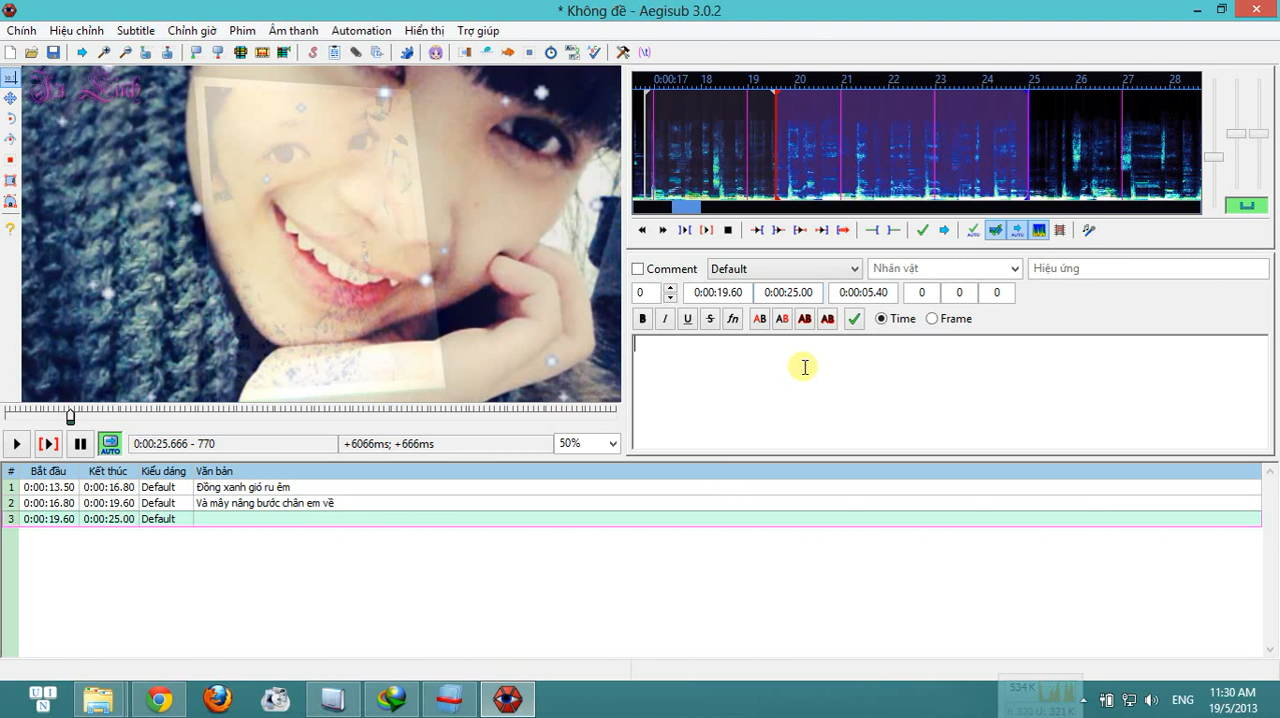 * Không đề - Aegisub 3.0.2
Chính Hiệu chỉnh Subtitle Chỉnh giờ Phim Âm thanh Automation Hiển thị Trợ giúp
0:00:17 18 19 20 21 22 23 24 25 26 27 28
Comment Default Nhân vật Hiệu ứng
0 0:00:19.60 0:00:25.00 0:00:05.40 0 0 0
B I U S fn AB AB AB AB Time Frame
AUTO 0:00:25.666 - 770 +6066ms; +666ms 50%
# Bắt đầu Kết thúc Kiểu dáng Văn bản
1 0:00:13.50 0:00:16.80 Default Đồng xanh gió ru êm
2 0:00:16.80 0:00:19.60 Default Và mây nâng bước chân em về
3 0:00:19.60 0:00:25.00 Default
534 K
U I N
ENG
11:30 AM
19/5/2013